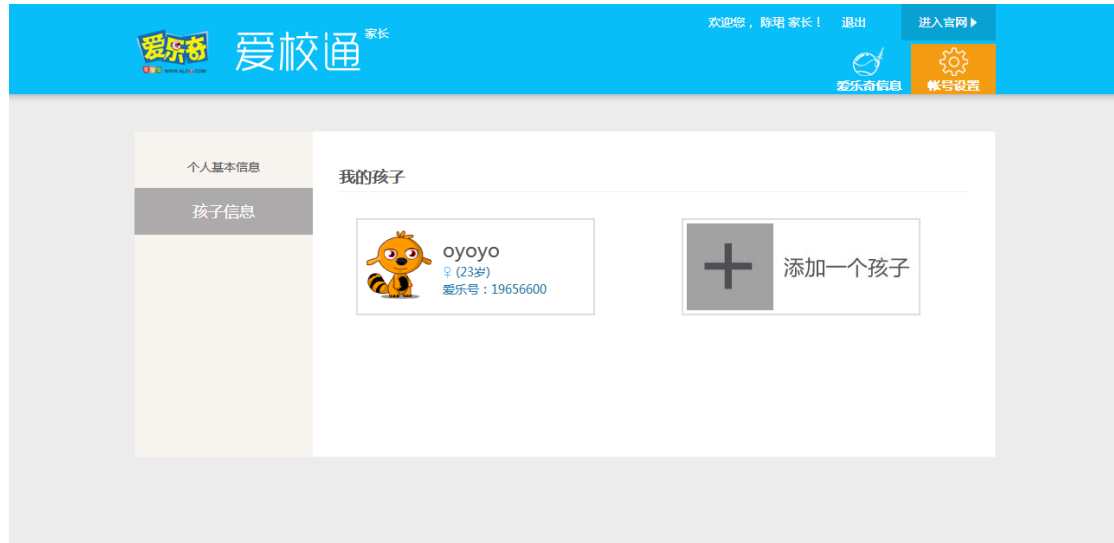 欢迎您，陈珺 家长！ 退出 进入官网
爱乐奇
WWW.ALO7.COM
爱校通 家长
爱乐奇信息
帐号设置
个人基本信息
孩子信息
我的孩子
oyoyo
♀ (23岁)
爱乐号：19656600
添加一个孩子